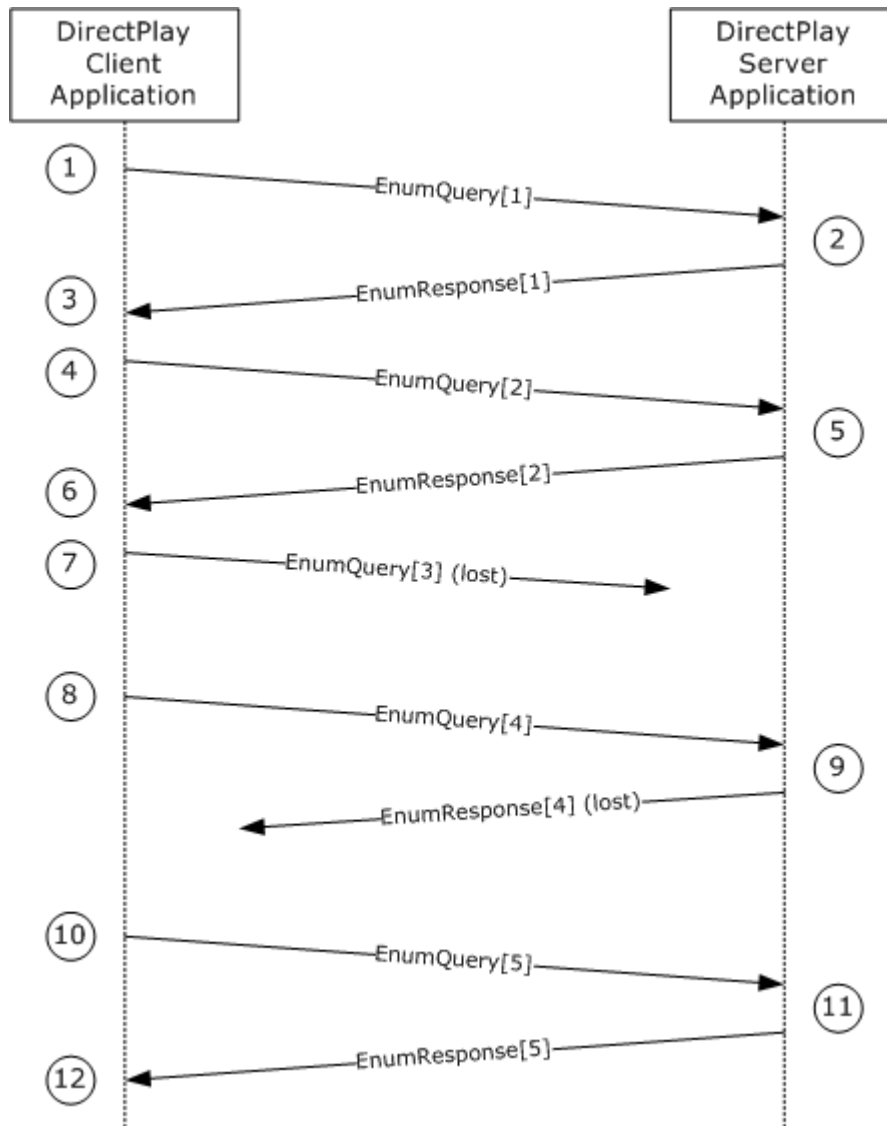 DirectPlay
Client
Application
DirectPlay
Server
Application
1
EnumQuery[1]
2
EnumResponse[1]
3
4
EnumQuery[2]
5
EnumResponse[2]
6
7
EnumQuery[3] (lost)
8
EnumQuery[4]
9
EnumResponse[4] (lost)
10
EnumQuery[5]
11
EnumResponse[5]
12